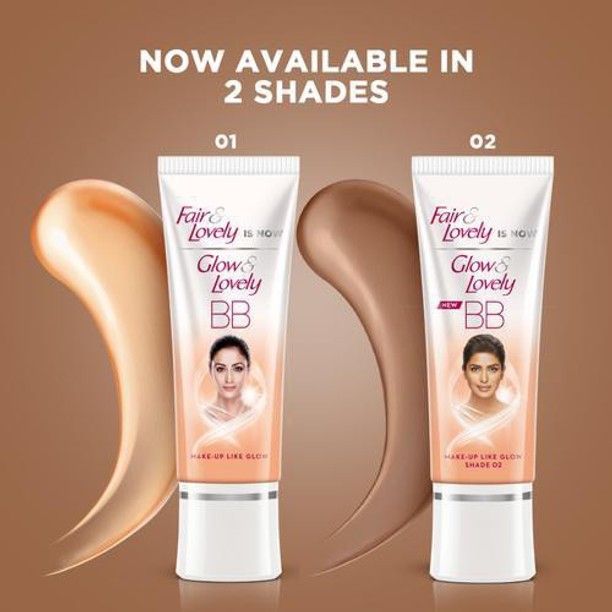 NOW AVAILABLE IN
2 SHADES
01
02
Fair &
Lovely IS NOW
Glow &
Lovely
BB
MAKE-UP LIKE GLOW
Fair &
Lovely IS NOW
Glow &
Lovely
NEW BB
MAKE-UP LIKE GLOW
SHADE 02